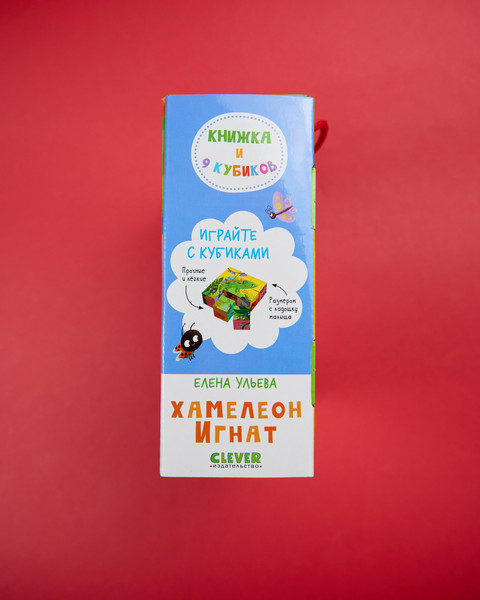 КНИЖКА
и
9 КУБИКОВ
ИГРАЙТЕ
С КУБИКАМИ
Прочные
и лёгкие
Размером
с ладошку
малыша
ЕЛЕНА УЛЬЕВА
ХАМЕЛЕОН
ИГНАТ
CLEVER
•ИЗДАТЕЛЬСТВО•